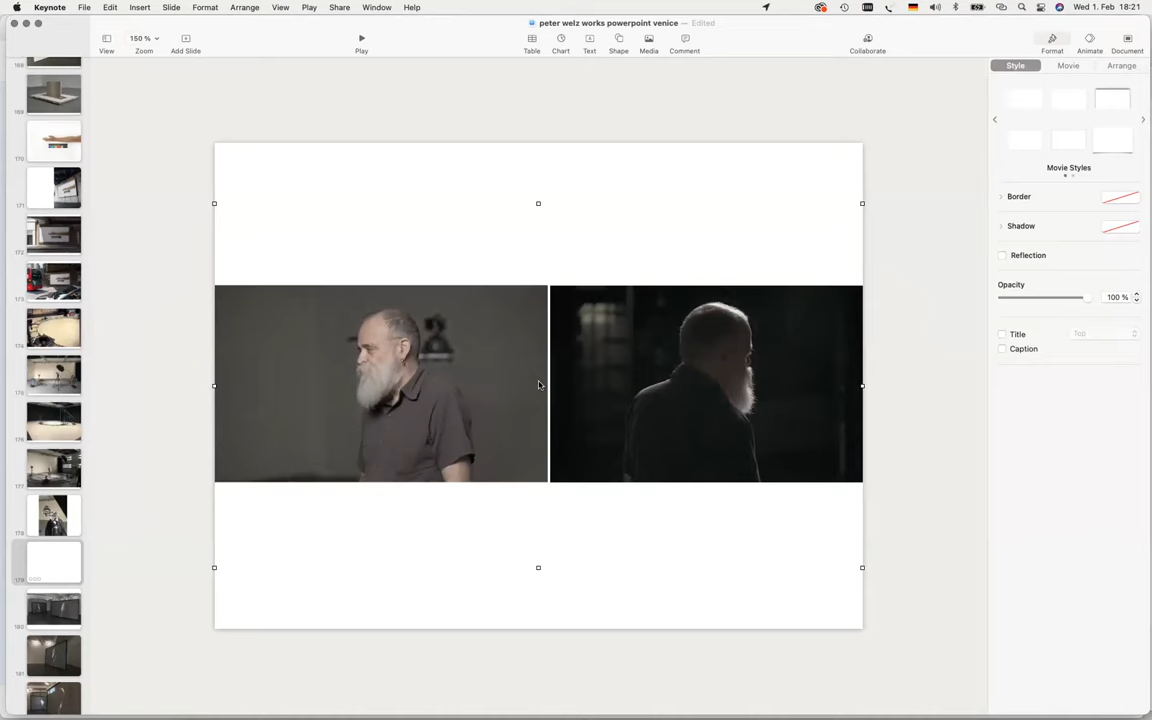 Keynote File Edit Insert Slide Format Arrange View Play Share Window Help Wed 1. Feb 18:21
peter welz works powerpoint venice — Edited
150 %
View Zoom Add Slide Play Table Chart Text Shape Media Comment Collaborate Format Animate Document
Style Movie Arrange
Movie Styles
Border
Shadow
Reflection
Opacity
100 %
Title Top
Caption
168
169
170
171
172
173
174
175
176
177
178
179
180
181